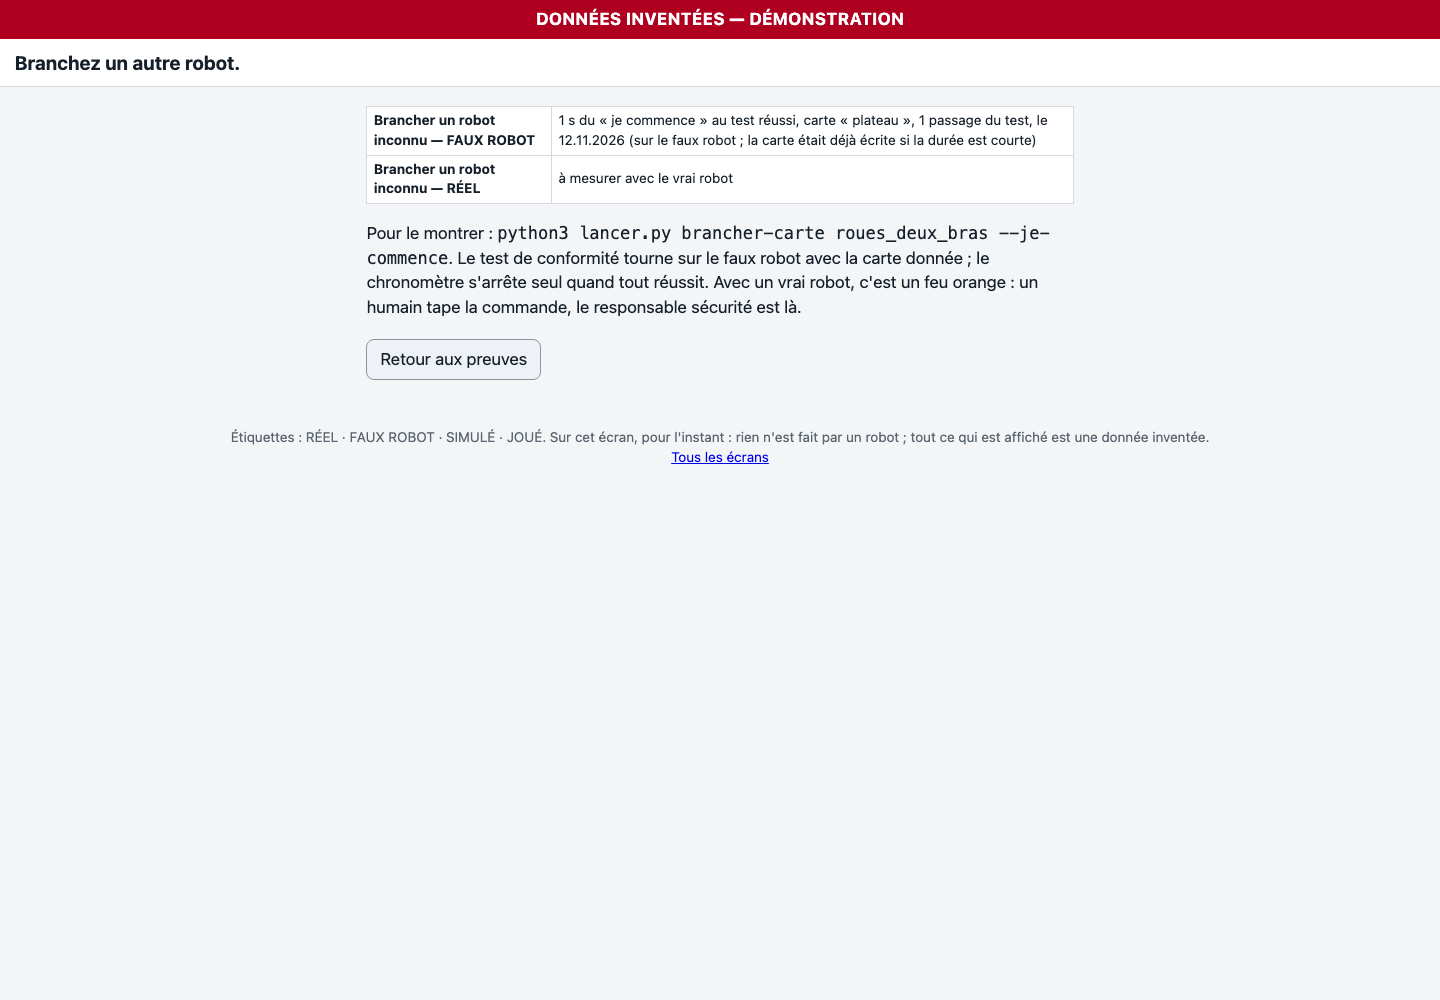 DONNÉES INVENTÉES — DÉMONSTRATION
Branchez un autre robot.
Brancher un robot
inconnu — FAUX ROBOT
1 s du « je commence » au test réussi, carte « plateau », 1 passage du test, le
12.11.2026 (sur le faux robot ; la carte était déjà écrite si la durée est courte)
Brancher un robot
inconnu — RÉEL
à mesurer avec le vrai robot
Pour le montrer : python3 lancer.py brancher-carte roues_deux_bras --je-
commence. Le test de conformité tourne sur le faux robot avec la carte donnée ; le
chronomètre s'arrête seul quand tout réussit. Avec un vrai robot, c'est un feu orange : un
humain tape la commande, le responsable sécurité est là.
Retour aux preuves
Étiquettes : RÉEL · FAUX ROBOT · SIMULÉ · JOUÉ. Sur cet écran, pour l'instant : rien n'est fait par un robot ; tout ce qui est affiché est une donnée inventée.
Tous les écrans